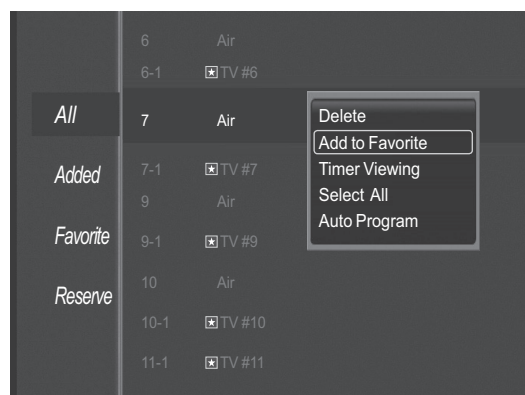 6 Air
6-1 ★ TV #6
All
7 Air
Delete
Add to Favorite
Timer Viewing
Select All
Auto Program
Added
7-1 ★ TV #7
9 Air
Favorite
9-1 ★ TV #9
10 Air
Reserve
10-1 ★ TV #10
11-1 ★ TV #11